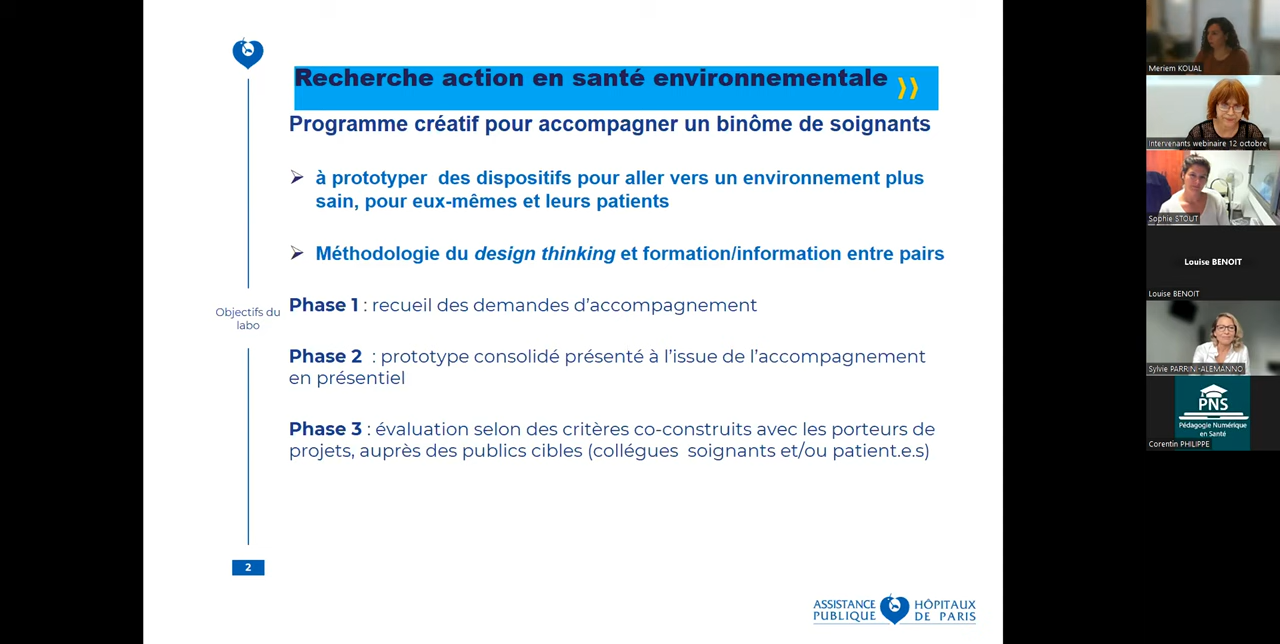 Recherche action en santé environnementale
Programme créatif pour accompagner un binôme de soignants
à prototyper des dispositifs pour aller vers un environnement plus
sain, pour eux-mêmes et leurs patients
Méthodologie du design thinking et formation/information entre pairs
Objectifs du
labo
Phase 1 : recueil des demandes d’accompagnement
Phase 2 : prototype consolidé présenté à l’issue de l’accompagnement
en présentiel
Phase 3 : évaluation selon des critères co-construits avec les porteurs de
projets, auprès des publics cibles (collégues soignants et/ou patient.e.s)
2
ASSISTANCE HÔPITAUX
PUBLIQUE DE PARIS
Meriem KOUAL
Intervenants webinaire 12 octobre
Sophie STOUT
Louise BENOIT
Louise BENOIT
Sylvie PARRINI-ALEMANNO
PNS
Pédagogie Numérique
en Santé
Corentin PHILIPPE